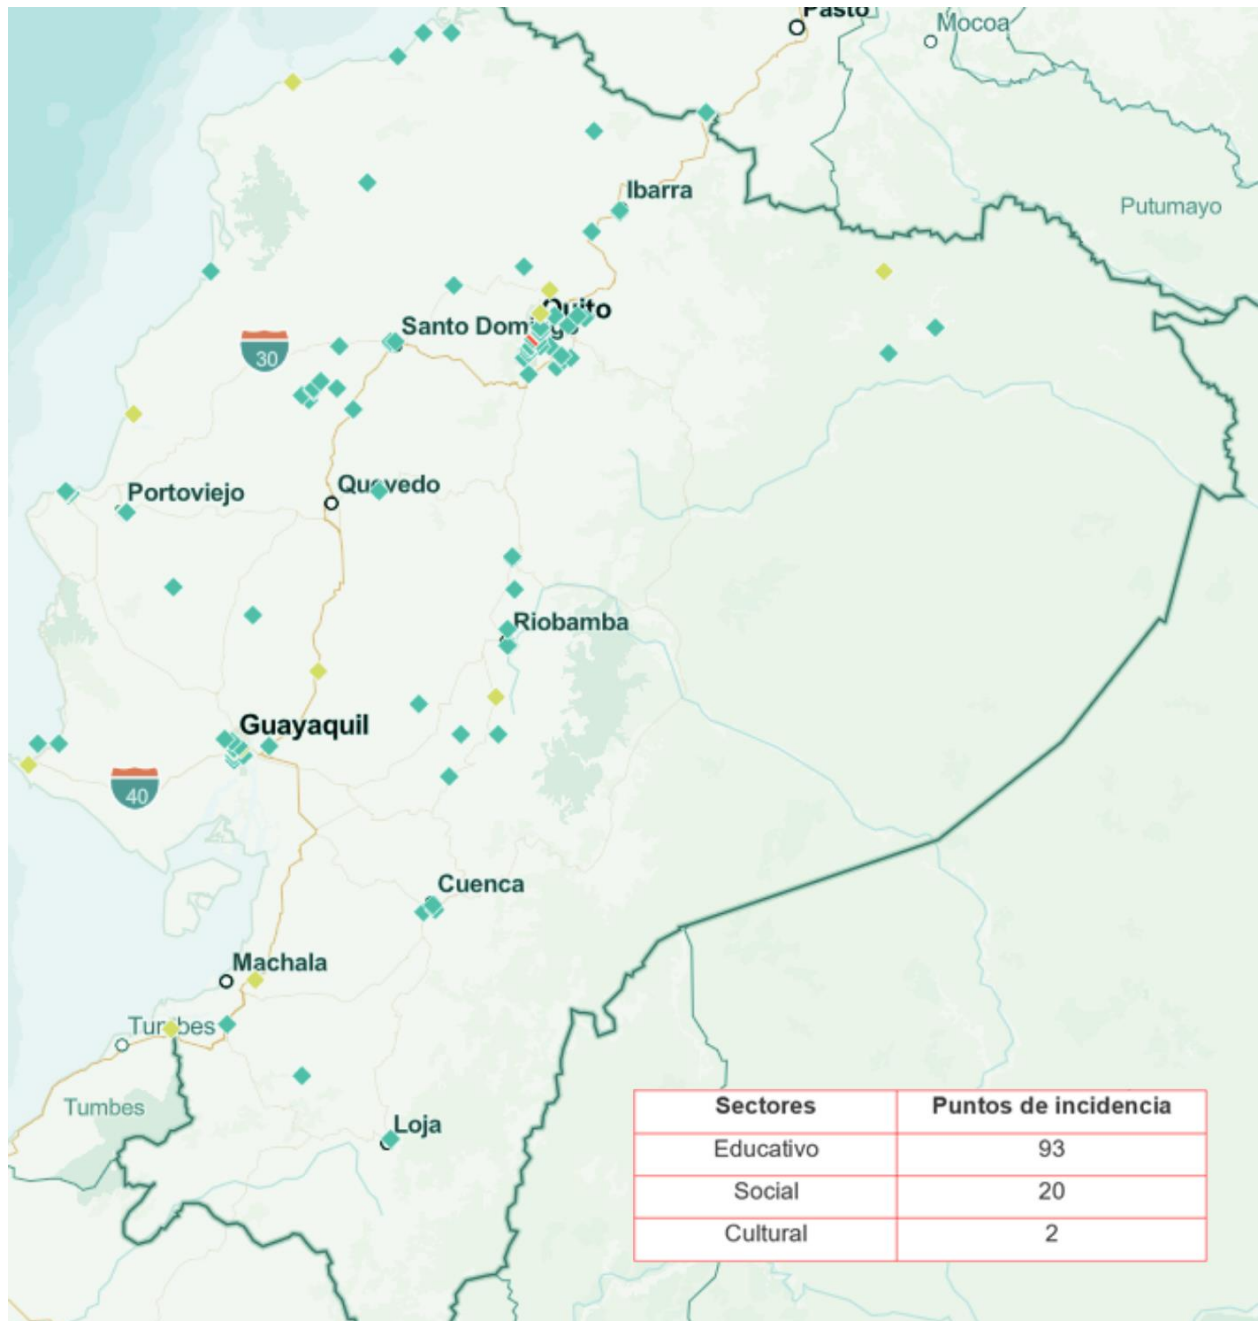 Pasto
Mocoa
Ibarra
Putumayo
Quito
Santo Domingo
30
Portoviejo
Quevedo
Riobamba
Guayaquil
40
Cuenca
Machala
Tumbes
Tumbes
Loja
Sectores Puntos de incidencia
Educativo 93
Social 20
Cultural 2